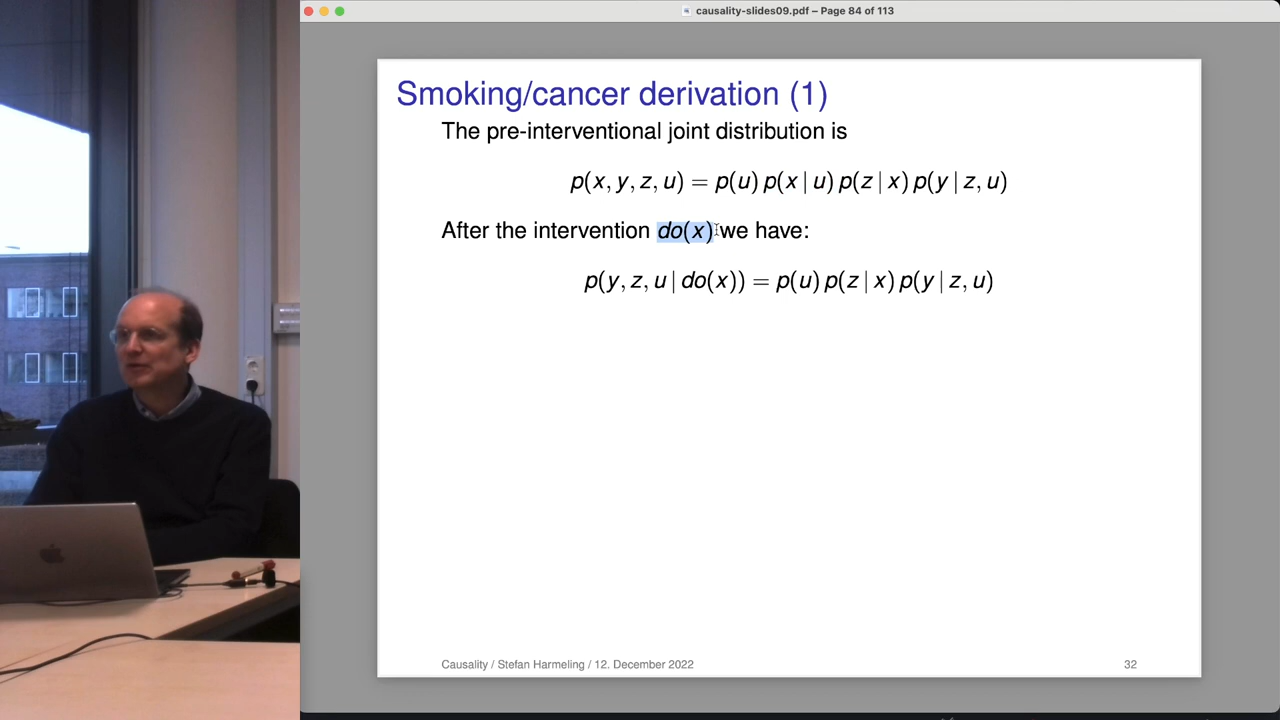 causality-slides09.pdf – Page 84 of 113
Smoking/cancer derivation (1)
The pre-interventional joint distribution is
p(x, y, z, u) = p(u) p(x | u) p(z | x) p(y | z, u)
After the intervention do(x) we have:
p(y, z, u | do(x)) = p(u) p(z | x) p(y | z, u)
Causality / Stefan Harmeling / 12. December 2022
32